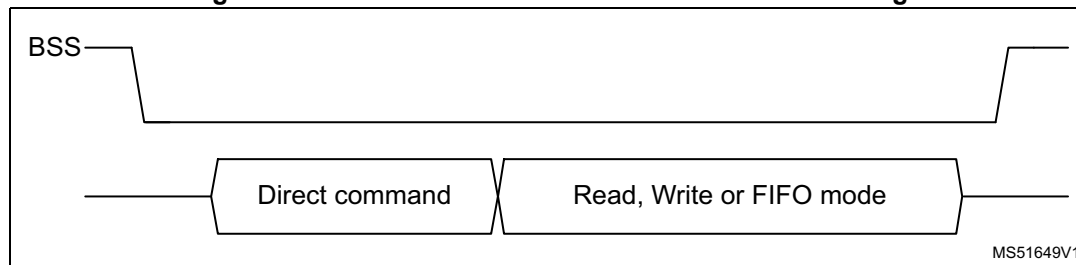 BSS
Direct command Read, Write or FIFO mode
MS51649V1